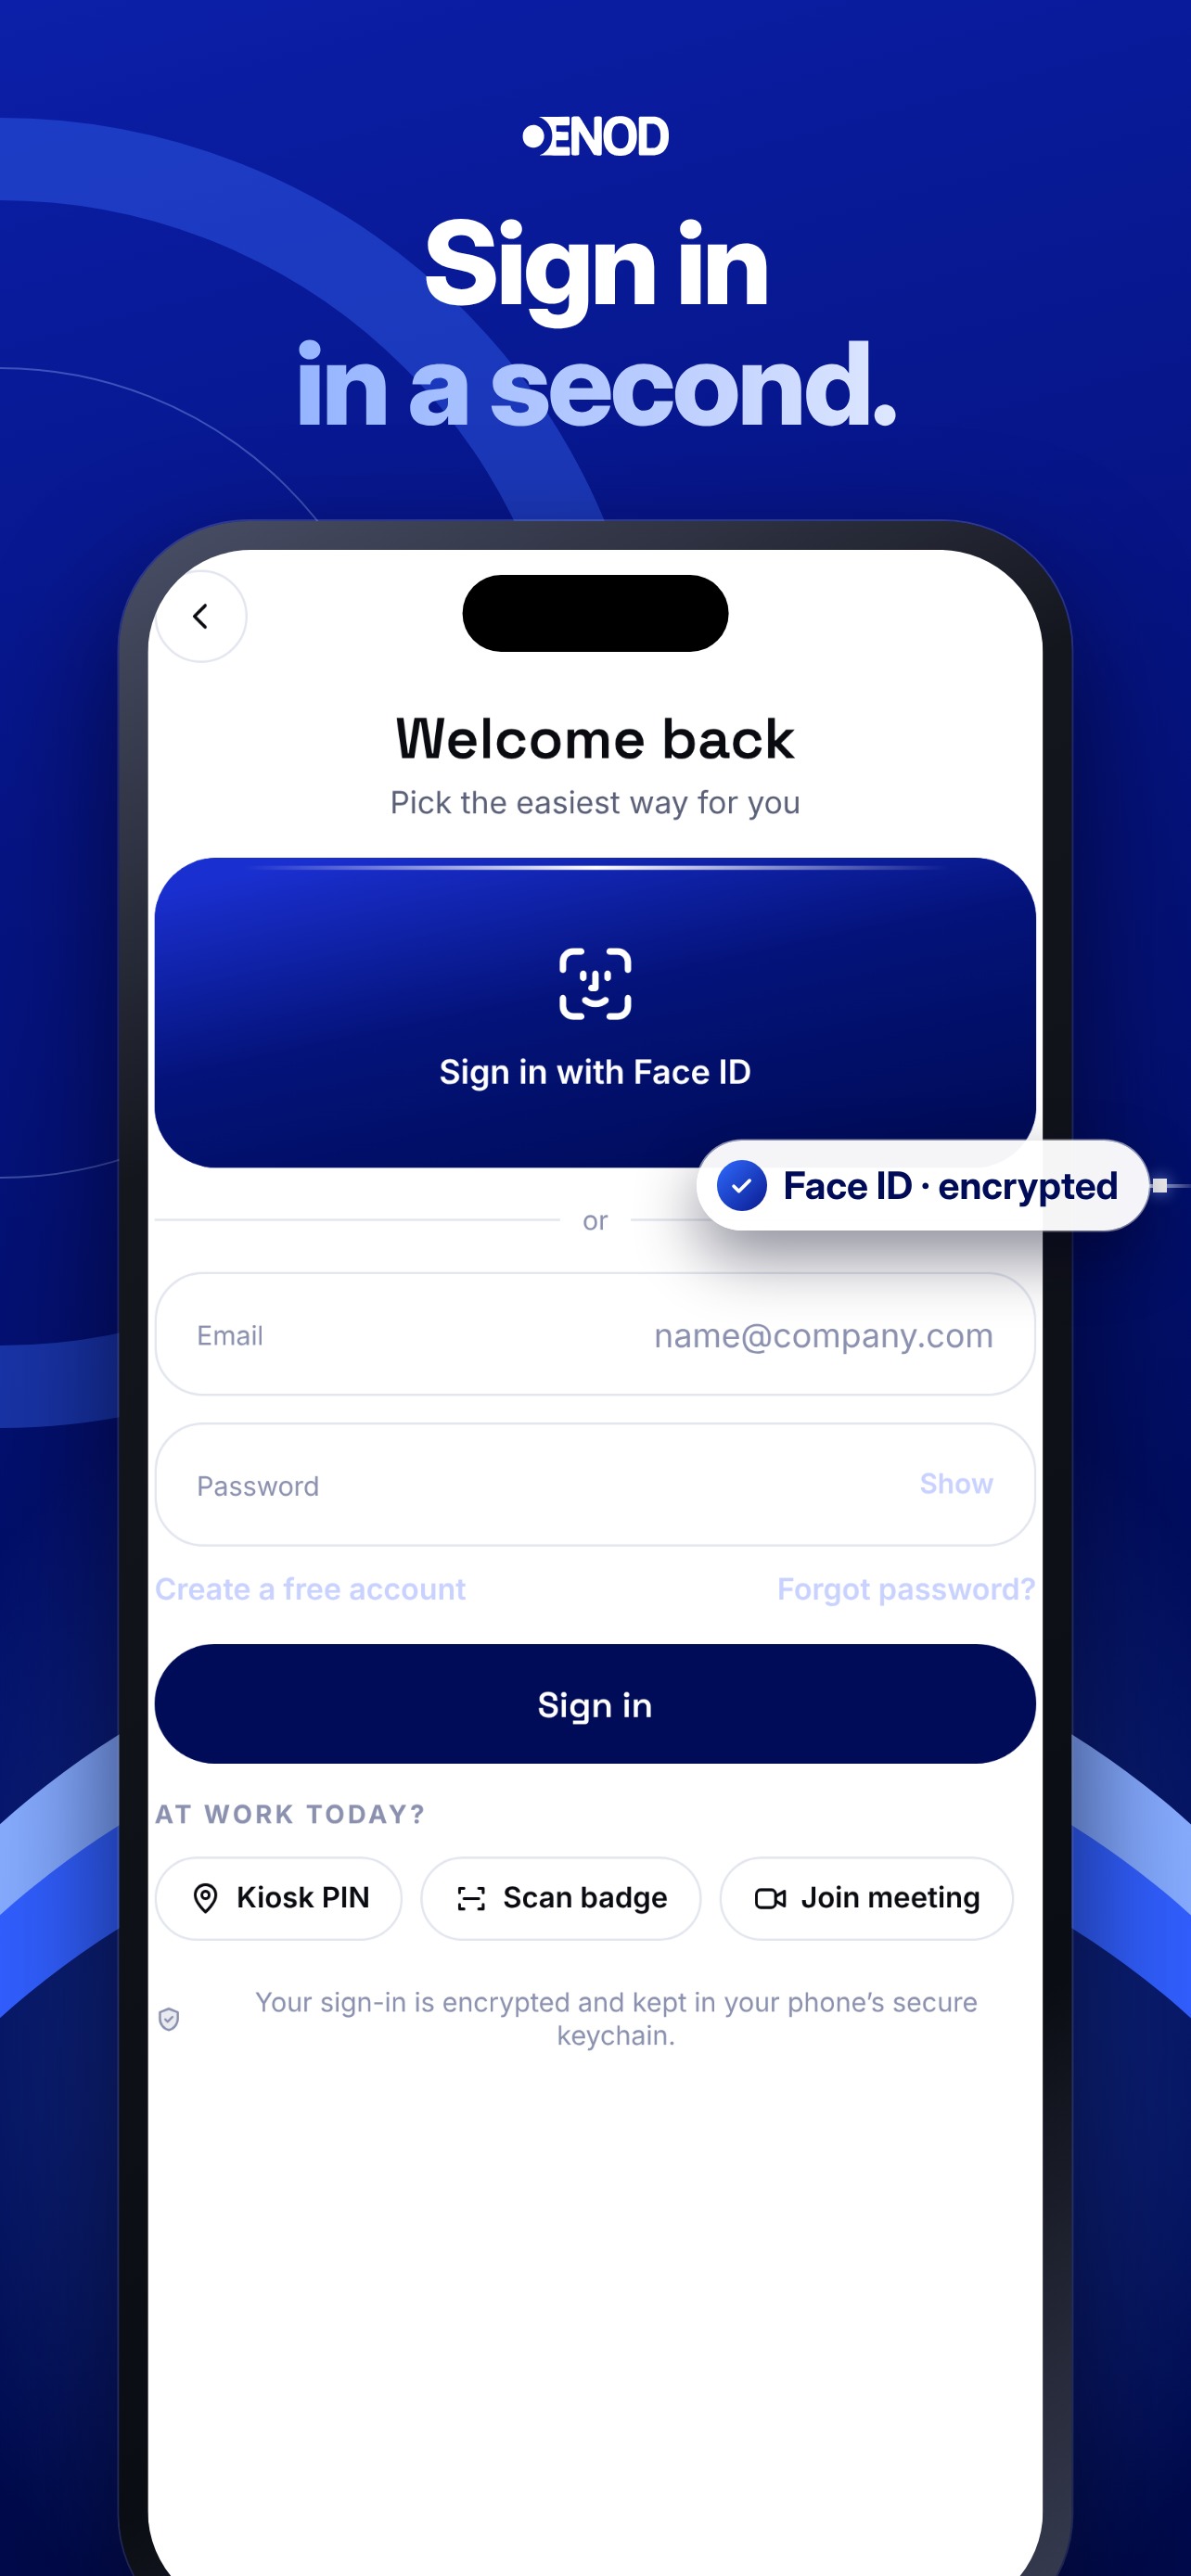 ENOD
Sign in
in a second.
Welcome back
Pick the easiest way for you
Sign in with Face ID
Face ID · encrypted
or
Email name@company.com
Password Show
Create a free account Forgot password?
Sign in
AT WORK TODAY?
Kiosk PIN Scan badge Join meeting
Your sign-in is encrypted and kept in your phone’s secure
keychain.